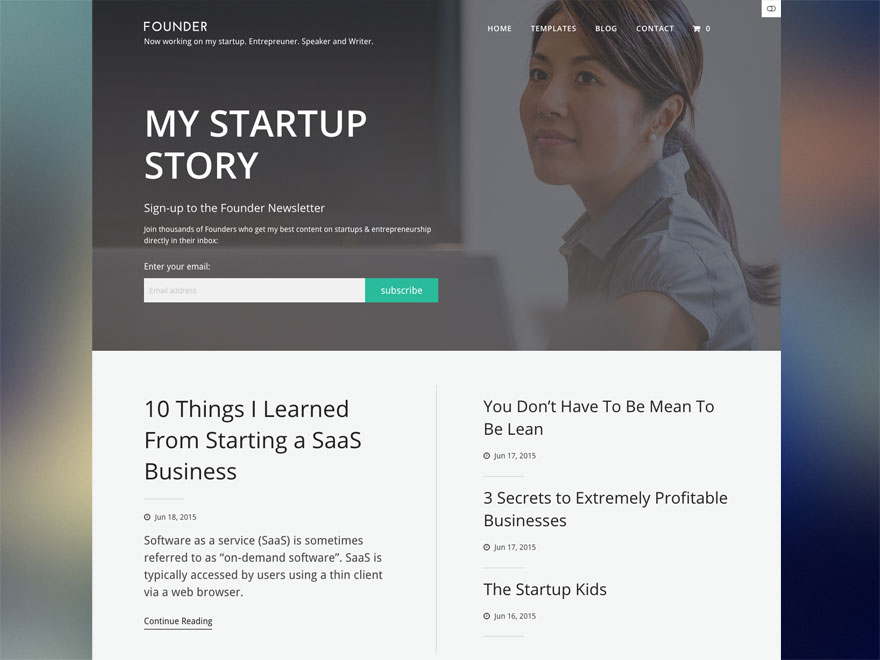 FOUNDER
Now working on my startup. Entrepreuner. Speaker and Writer.
HOME TEMPLATES BLOG CONTACT 0
MY STARTUP
STORY
Sign-up to the Founder Newsletter
Join thousands of Founders who get my best content on startups & entrepreneurship
directly in their inbox:
Enter your email:
Email address
subscribe
10 Things I Learned
From Starting a SaaS
Business
Jun 18, 2015
Software as a service (SaaS) is sometimes
referred to as “on-demand software”. SaaS is
typically accessed by users using a thin client
via a web browser.
Continue Reading
You Don’t Have To Be Mean To
Be Lean
Jun 17, 2015
3 Secrets to Extremely Profitable
Businesses
Jun 17, 2015
The Startup Kids
Jun 16, 2015